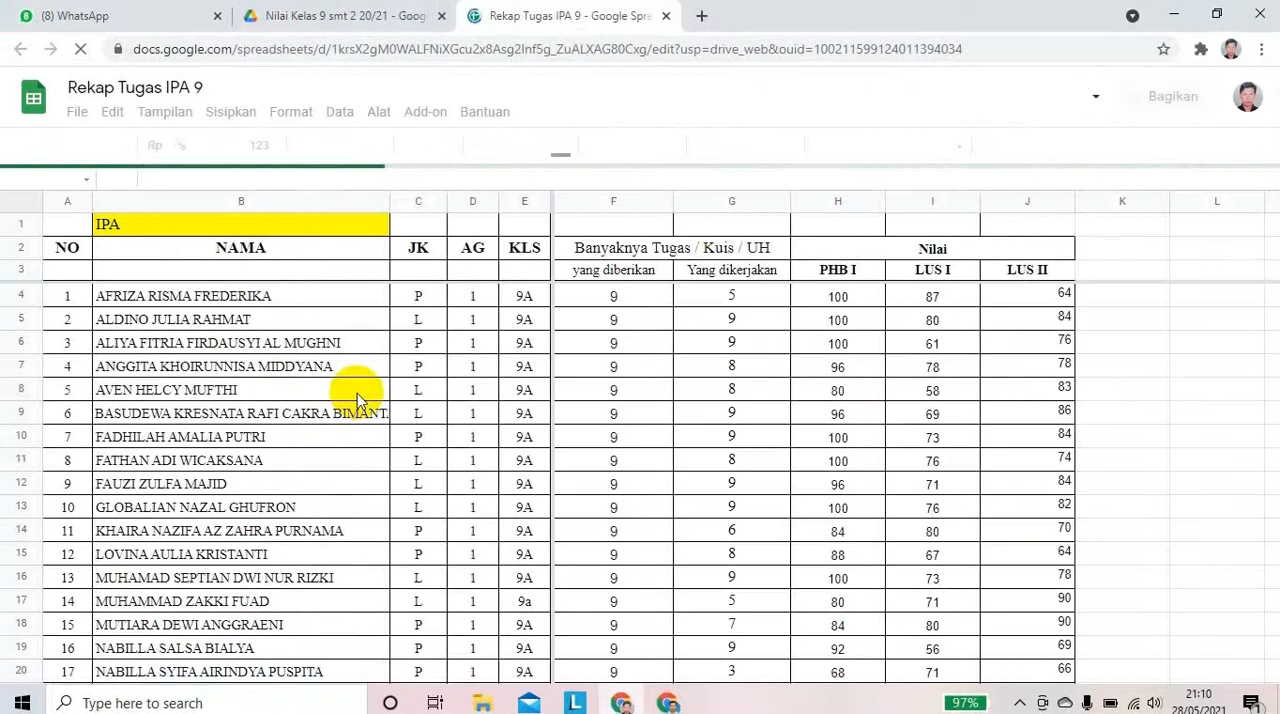 (8) WhatsApp
Nilai Kelas 9 smt 2 20/21 - Goog
Rekap Tugas IPA 9 - Google Spre
docs.google.com/spreadsheets/d/1krsX2gM0WALFNiXGcu2x8Asg2Inf5g_ZuALXAG80Cxg/edit?usp=drive_web&ouid=100211599124011394034
Rekap Tugas IPA 9
File Edit Tampilan Sisipkan Format Data Alat Add-on Bantuan
Bagikan
Rp % 123
A B C D E F G H I J K L
1 IPA
2 NO NAMA JK AG KLS Banyaknya Tugas / Kuis / UH Nilai
3 yang diberikan Yang dikerjakan PHB I LUS I LUS II
4 1 AFRIZA RISMA FREDERIKA P 1 9A 9 5 100 87 64
5 2 ALDINO JULIA RAHMAT L 1 9A 9 9 100 80 84
6 3 ALIYA FITRIA FIRDAUSYI AL MUGHNI P 1 9A 9 9 100 61 76
7 4 ANGGITA KHOIRUNNISA MIDDYANA P 1 9A 9 8 96 78 78
8 5 AVEN HELCY MUFTHI L 1 9A 9 8 80 58 83
9 6 BASUDEWA KRESNATA RAFI CAKRA BIMANT. L 1 9A 9 9 96 69 86
10 7 FADHILAH AMALIA PUTRI P 1 9A 9 9 100 73 84
11 8 FATHAN ADI WICAKSANA L 1 9A 9 8 100 76 74
12 9 FAUZI ZULFA MAJID L 1 9A 9 9 96 71 84
13 10 GLOBALIAN NAZAL GHUFRON L 1 9A 9 9 100 76 82
14 11 KHAIRA NAZIFA AZ ZAHRA PURNAMA P 1 9A 9 6 84 80 70
15 12 LOVINA AULIA KRISTANTI P 1 9A 9 8 88 67 64
16 13 MUHAMAD SEPTIAN DWI NUR RIZKI L 1 9A 9 9 100 73 78
17 14 MUHAMMAD ZAKKI FUAD L 1 9a 9 5 80 71 90
18 15 MUTIARA DEWI ANGGRAENI P 1 9A 9 7 84 80 90
19 16 NABILLA SALSA BIALYA P 1 9A 9 9 92 56 69
20 17 NABILLA SYIFA AIRINDYA PUSPITA P 1 9A 9 3 68 71 66
Type here to search
97%
21:10
28/05/2021